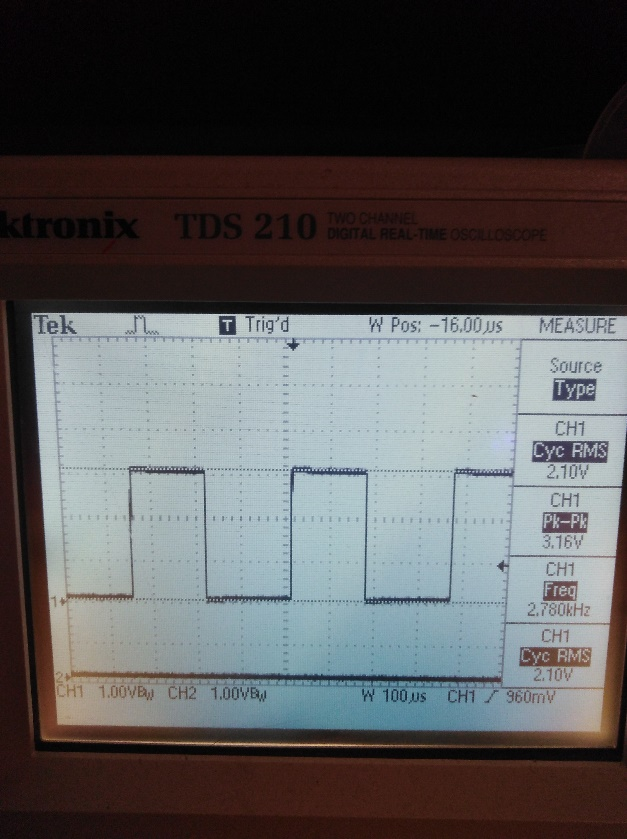 ktronix TDS 210 TWO CHANNEL
DIGITAL REAL-TIME OSCILLOSCOPE
Tek T Trig'd W Pos: -16.00µs MEASURE
Source
Type
CH1
Cyc RMS
2.10V
CH1
Pk-Pk
3.16V
CH1
Freq
2.780kHz
CH1
Cyc RMS
2.10V
1
2
CH1 1.00VBw CH2 1.00VBw W 100µs CH1 960mV